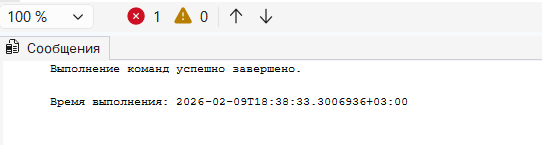 100 %
1
0
Сообщения
Выполнение команд успешно завершено.
Время выполнения: 2026-02-09T18:38:33.3006936+03:00